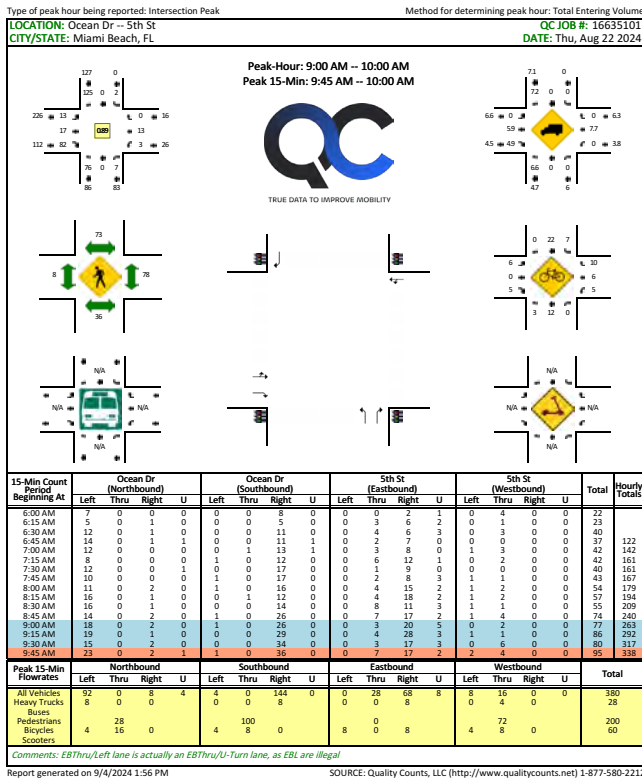 Type of peak hour being reported: Intersection Peak Method for determining peak hour: Total Entering Volume
LOCATION: Ocean Dr -- 5th St QC JOB #: 16635101
CITY/STATE: Miami Beach, FL DATE: Thu, Aug 22 2024
Peak-Hour: 9:00 AM -- 10:00 AM
Peak 15-Min: 9:45 AM -- 10:00 AM
127 0
125 0 2
226 13 0 16
17 0.89 13
112 82 3 26
76 0 7
86 83
QC
TRUE DATA TO IMPROVE MOBILITY
7.1 0
7.2 0 0
6.6 0 0 6.3
5.9 7.7
4.5 4.9 0 3.8
6.6 0 0
4.7 6
73
8 78
36
0 22 7
6 10
0 6
5 5
3 12 0
N/A
N/A N/A
N/A
N/A
N/A N/A
N/A
15-Min Count Period Beginning At Ocean Dr (Northbound) Ocean Dr (Southbound) 5th St (Eastbound) 5th St (Westbound) Total Hourly Totals
Left Thru Right U Left Thru Right U Left Thru Right U Left Thru Right U
6:00 AM 7 0 0 0 0 0 8 0 0 0 2 1 0 4 0 0 22
6:15 AM 5 0 1 0 0 0 5 0 0 3 6 2 0 1 0 0 23
6:30 AM 12 0 1 0 0 0 11 0 0 4 6 3 0 3 0 0 40
6:45 AM 14 0 1 1 0 0 11 1 0 2 7 0 0 0 0 0 37 122
7:00 AM 12 0 0 0 0 1 13 1 0 3 8 0 1 3 0 0 42 142
7:15 AM 8 0 0 0 1 0 12 0 0 6 12 1 0 2 0 0 42 161
7:30 AM 12 0 0 1 0 0 17 0 0 1 9 0 0 0 0 0 40 161
7:45 AM 10 0 0 0 1 0 17 0 0 2 8 3 1 1 0 0 43 167
8:00 AM 11 0 2 0 1 0 16 0 0 4 15 2 1 2 0 0 54 179
8:15 AM 16 0 1 0 0 1 12 0 0 4 18 2 1 2 0 0 57 194
8:30 AM 16 0 1 0 0 0 14 0 0 8 11 3 1 1 0 0 55 209
8:45 AM 14 0 2 0 1 0 26 0 0 7 17 2 1 4 0 0 74 240
9:00 AM 18 0 2 0 1 0 26 0 0 3 20 5 0 2 0 0 77 263
9:15 AM 19 0 1 0 0 0 29 0 0 4 28 3 1 1 0 0 86 292
9:30 AM 15 0 2 0 0 0 34 0 0 3 17 3 0 6 0 0 80 317
9:45 AM 23 0 2 1 1 0 36 0 0 7 17 2 2 4 0 0 95 338
Peak 15-Min Flowrates Northbound Southbound Eastbound Westbound Total
Left Thru Right U Left Thru Right U Left Thru Right U Left Thru Right U
All Vehicles 92 0 8 4 4 0 144 0 0 28 68 8 8 16 0 0 380
Heavy Trucks 8 0 0 0 0 8 0 0 8 0 4 0 28
Buses
Pedestrians 28 100 0 72 200
Bicycles 4 16 0 4 0 8 8 0 8 4 8 0 60
Scooters
Comments: EBThru/Left lane is actually an EBThru/U-Turn lane, as EBL are illegal
Report generated on 9/4/2024 1:56 PM SOURCE: Quality Counts, LLC (http://www.qualitycounts.net) 1-877-580-2212